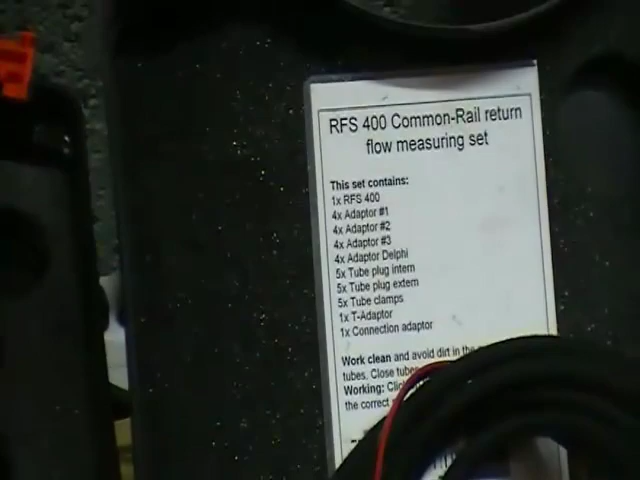 RFS 400 Common-Rail return
flow measuring set
This set contains:
1x RFS 400
4x Adaptor #1
4x Adaptor #2
4x Adaptor #3
4x Adaptor Delphi
5x Tube plug intern
5x Tube plug extern
5x Tube clamps
1x T-Adaptor
1x Connection adaptor
Work clean and avoid dirt in the
tubes. Close tubes
Working:
the correct